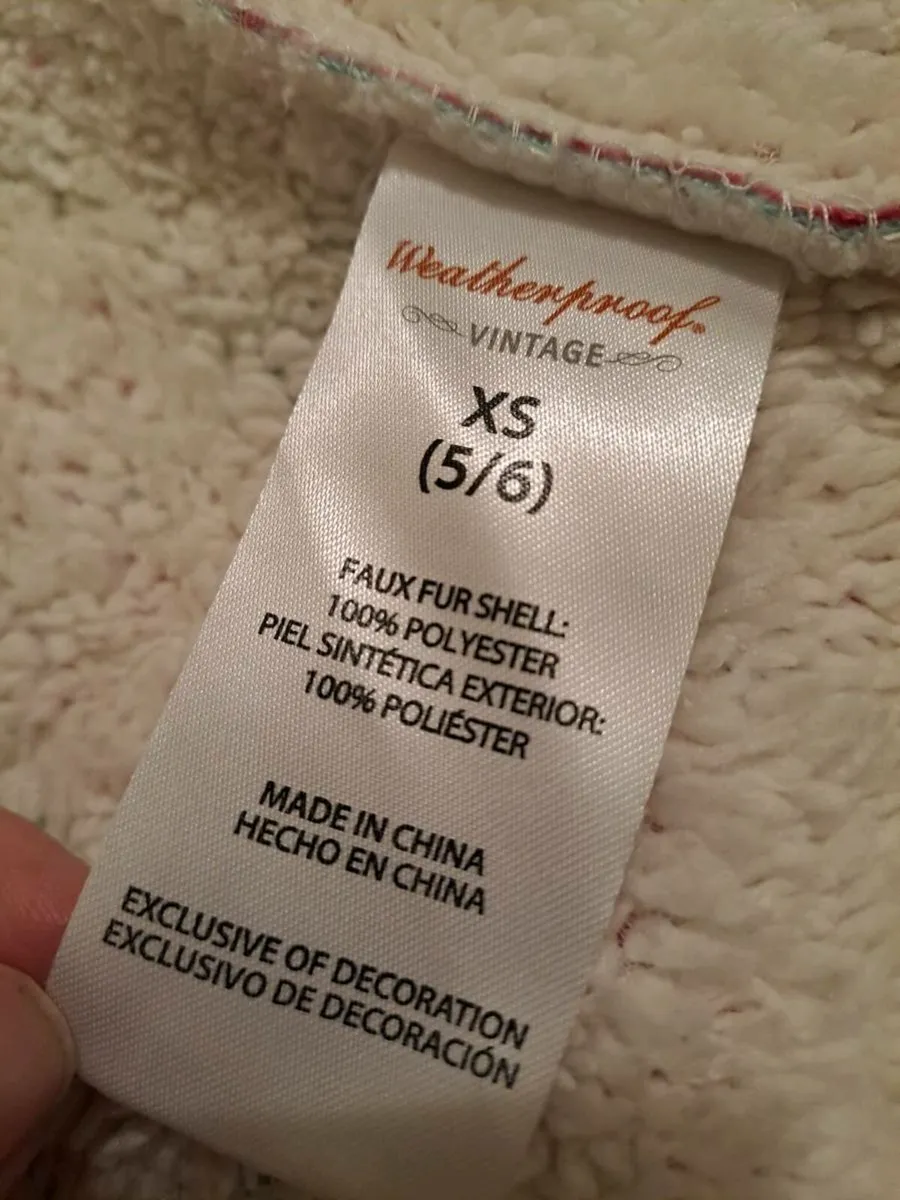 Weatherproof®
VINTAGE
XS
(5/6)
FAUX FUR SHELL:
100% POLYESTER
PIEL SINTÉTICA EXTERIOR:
100% POLIÉSTER
MADE IN CHINA
HECHO EN CHINA
EXCLUSIVE OF DECORATION
EXCLUSIVO DE DECORACIÓN